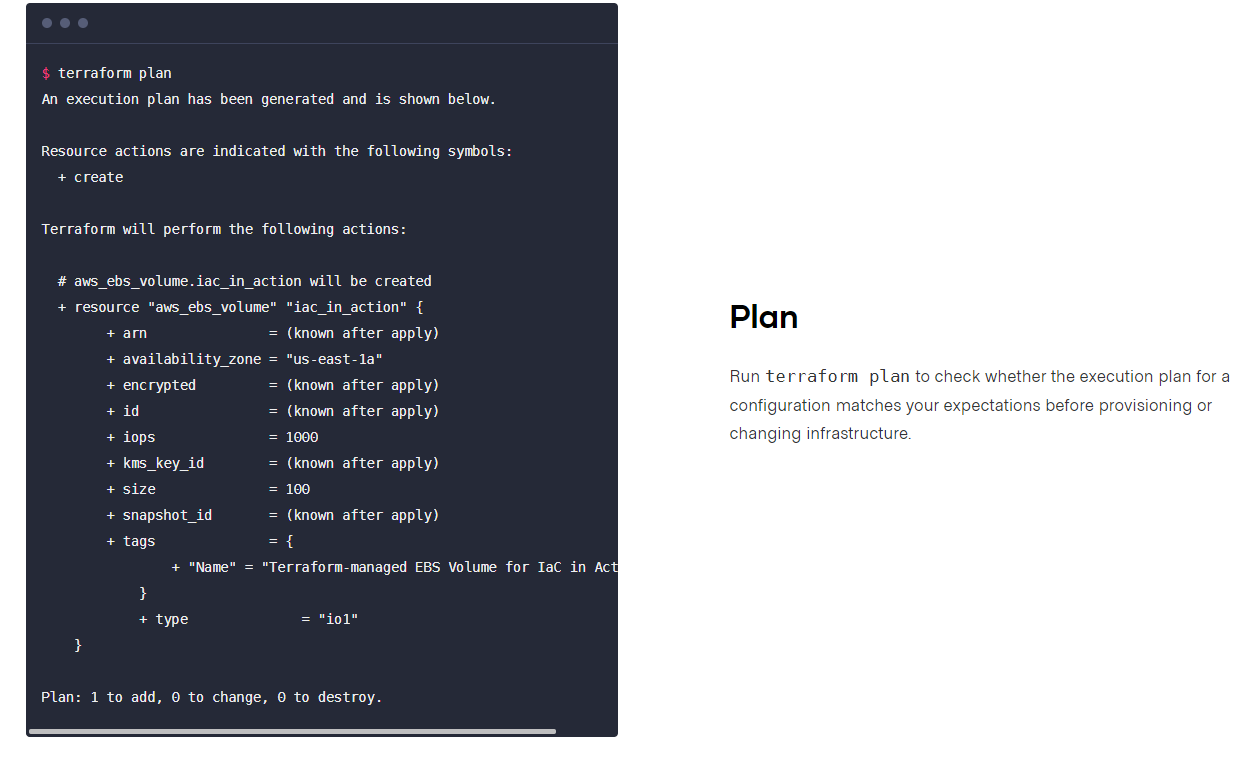 $ terraform plan
An execution plan has been generated and is shown below.
Resource actions are indicated with the following symbols:
+ create
Terraform will perform the following actions:
# aws_ebs_volume.iac_in_action will be created
+ resource "aws_ebs_volume" "iac_in_action" {
+ arn = (known after apply)
+ availability_zone = "us-east-1a"
+ encrypted = (known after apply)
+ id = (known after apply)
+ iops = 1000
+ kms_key_id = (known after apply)
+ size = 100
+ snapshot_id = (known after apply)
+ tags = {
+ "Name" = "Terraform-managed EBS Volume for IaC in Act
}
+ type = "io1"
}
Plan: 1 to add, 0 to change, 0 to destroy.
Plan
Run terraform plan to check whether the execution plan for a
configuration matches your expectations before provisioning or
changing infrastructure.